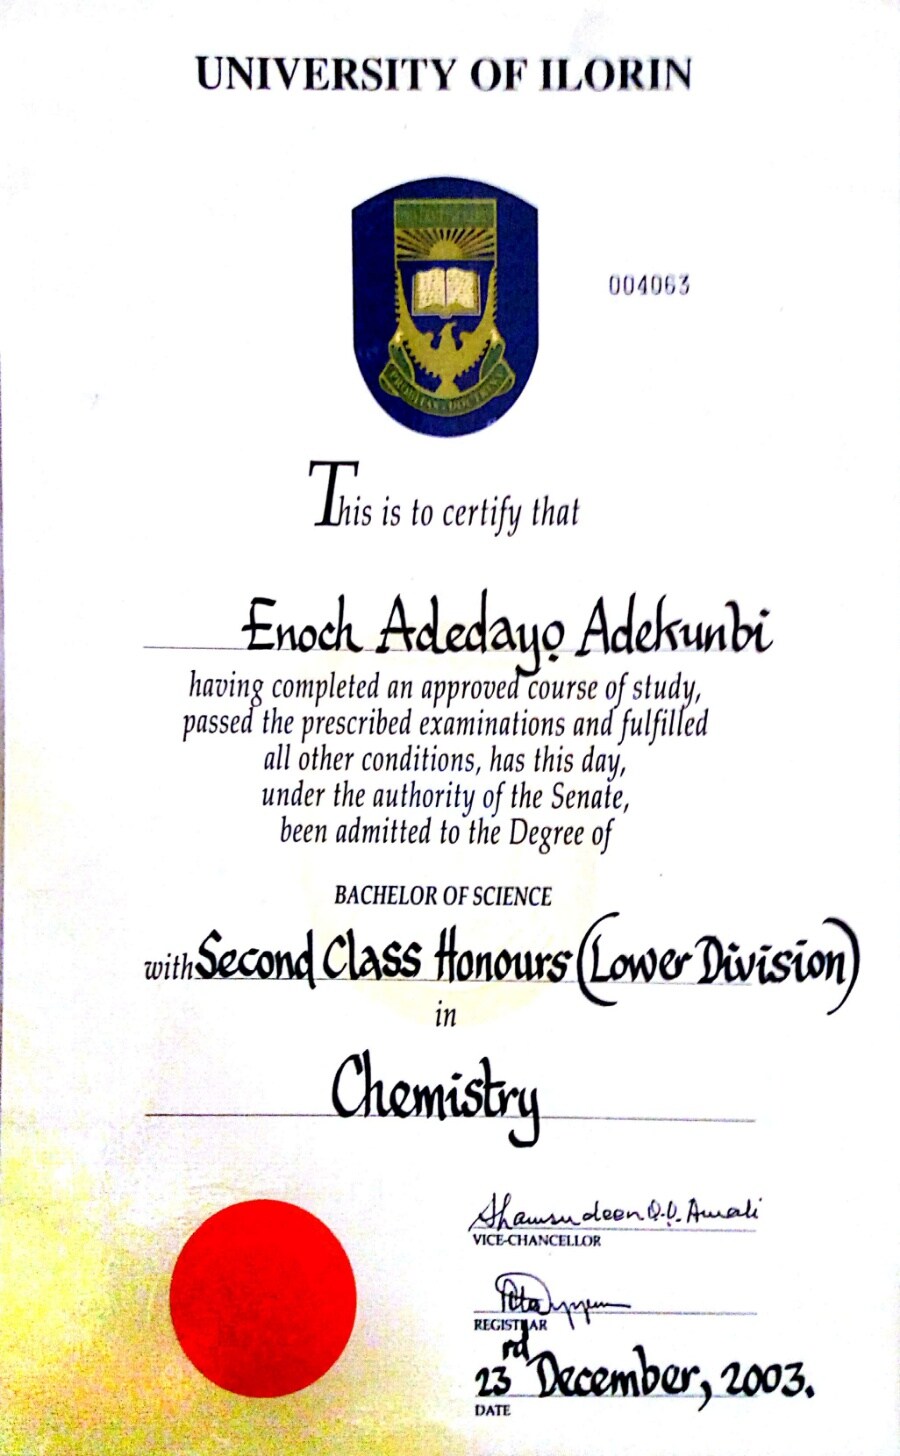 UNIVERSITY OF ILORIN
004063
PROBITAS DOCTRINA
This is to certify that
Enoch Adedayọ Adekunbi
having completed an approved course of study,
passed the prescribed examinations and fulfilled
all other conditions, has this day,
under the authority of the Senate,
been admitted to the Degree of
BACHELOR OF SCIENCE
with Second Class Honours (Lower Division)
in
Chemistry
Shamsudeen O.O. Amali
VICE-CHANCELLOR
REGISTRAR
23rd December, 2003.
DATE